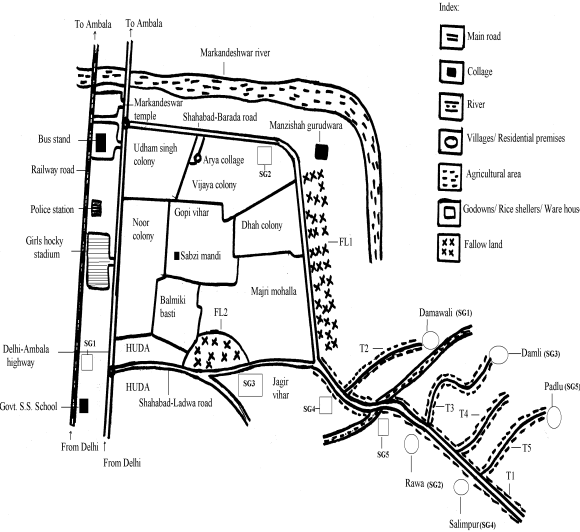 Index:
To Ambala
To Ambala
Main road
Markandeshwar river
Collage
River
Markandeswar
temple
Shahabad-Barada road
Manzishah gurudwara
Bus stand
Udham singh
colony
Arya collage
SG2
Villages/ Residential premises
Railway road
Vijaya colony
Agricultural area
Police station
Gopi vihar
Godowns/ Rice shellers/ Ware hous
Noor
colony
Dhah colony
Girls hocky
stadium
FL1
Fallow land
Sabzi mandi
Majri mohalla
Balmiki
basti
FL2
Damawali (SG1)
Delhi-Ambala
highway
SG1
HUDA
T2
Damli (SG3)
HUDA
SG3
Jagir
vihar
Padlu (SG5)
Govt. S.S. School
Shahabad-Ladwa road
SG4
T3
T4
SG5
T5
From Delhi
From Delhi
Rawa (SG2)
T1
Salimpur(SG4)